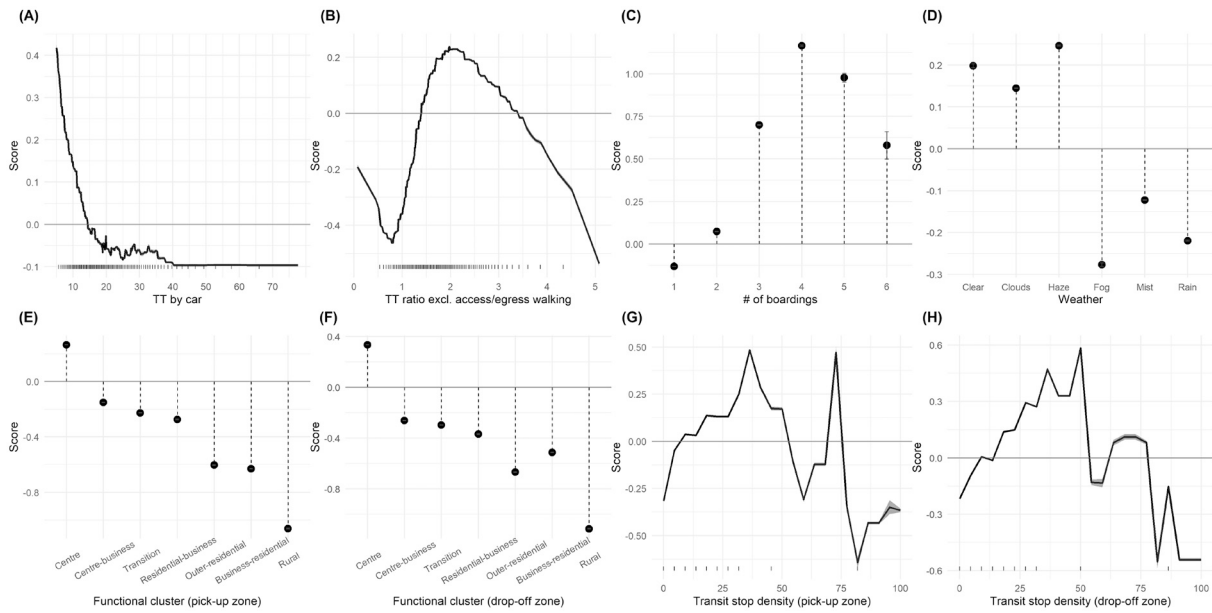 (A)
Score
0.4
0.3
0.2
0.1
0.0
-0.1
10 20 30 40 50 60 70
TT by car
(B)
Score
0.2
0.0
-0.2
-0.4
0 1 2 3 4 5
TT ratio excl. access/egress walking
(C)
Score
1.00
0.75
0.50
0.25
0.00
1 2 3 4 5 6
# of boardings
(D)
Score
0.2
0.1
0.0
-0.1
-0.2
-0.3
Clear Clouds Haze Fog Mist Rain
Weather
(E)
Score
0.0
-0.4
-0.8
Centre
Centre-business
Transition
Residential-business
Outer-residential
Business-residential
Rural
Functional cluster (pick-up zone)
(F)
Score
0.4
0.0
-0.4
-0.8
Centre
Centre-business
Transition
Residential-business
Outer-residential
Business-residential
Rural
Functional cluster (drop-off zone)
(G)
Score
0.50
0.25
0.00
-0.25
-0.50
0 25 50 75 100
Transit stop density (pick-up zone)
(H)
Score
0.6
0.3
0.0
-0.3
-0.6
0 25 50 75 100
Transit stop density (drop-off zone)